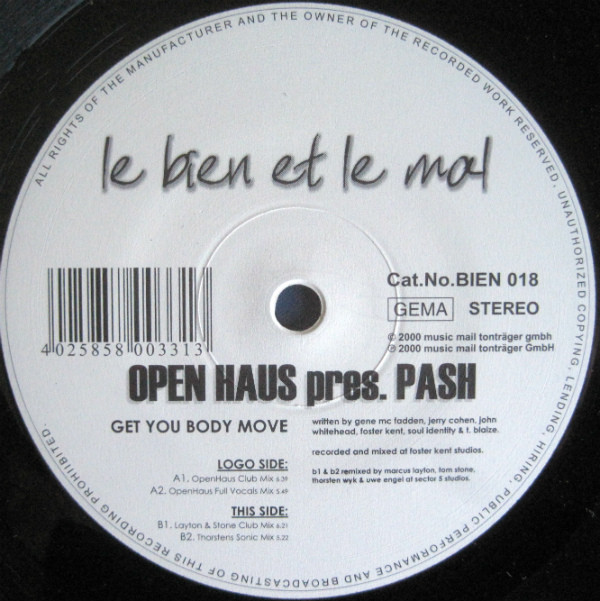 ALL RIGHTS OF THE MANUFACTURER AND THE OWNER OF THE RECORDED WORK RESERVED. UNAUTHORIZED COPYING, LENDING, HIRING, PUBLIC PERFORMANCE AND BROADCASTING OF THIS RECORDING PROHIBITED.
le bien et le mal
Cat.No.BIEN 018
GEMA STEREO
© 2000 music mail tonträger gmbh
℗ 2000 music mail tonträger GmbH
4 025858 003313
OPEN HAUS pres. PASH
GET YOU BODY MOVE
written by gene mc fadden, jerry cohen, john
whitehead, foster kent, soul identity & t. blaize.
recorded and mixed at foster kent studios.
b1 & b2 remixed by marcus layton, tom stone,
thorsten wyk & uwe engel at sector 5 studios.
LOGO SIDE:
A1. OpenHaus Club Mix 6.39
A2. OpenHaus Full Vocals Mix 5.49
THIS SIDE:
B1. Layton & Stone Club Mix 6.21
B2. Thorstens Sonic Mix 5.22